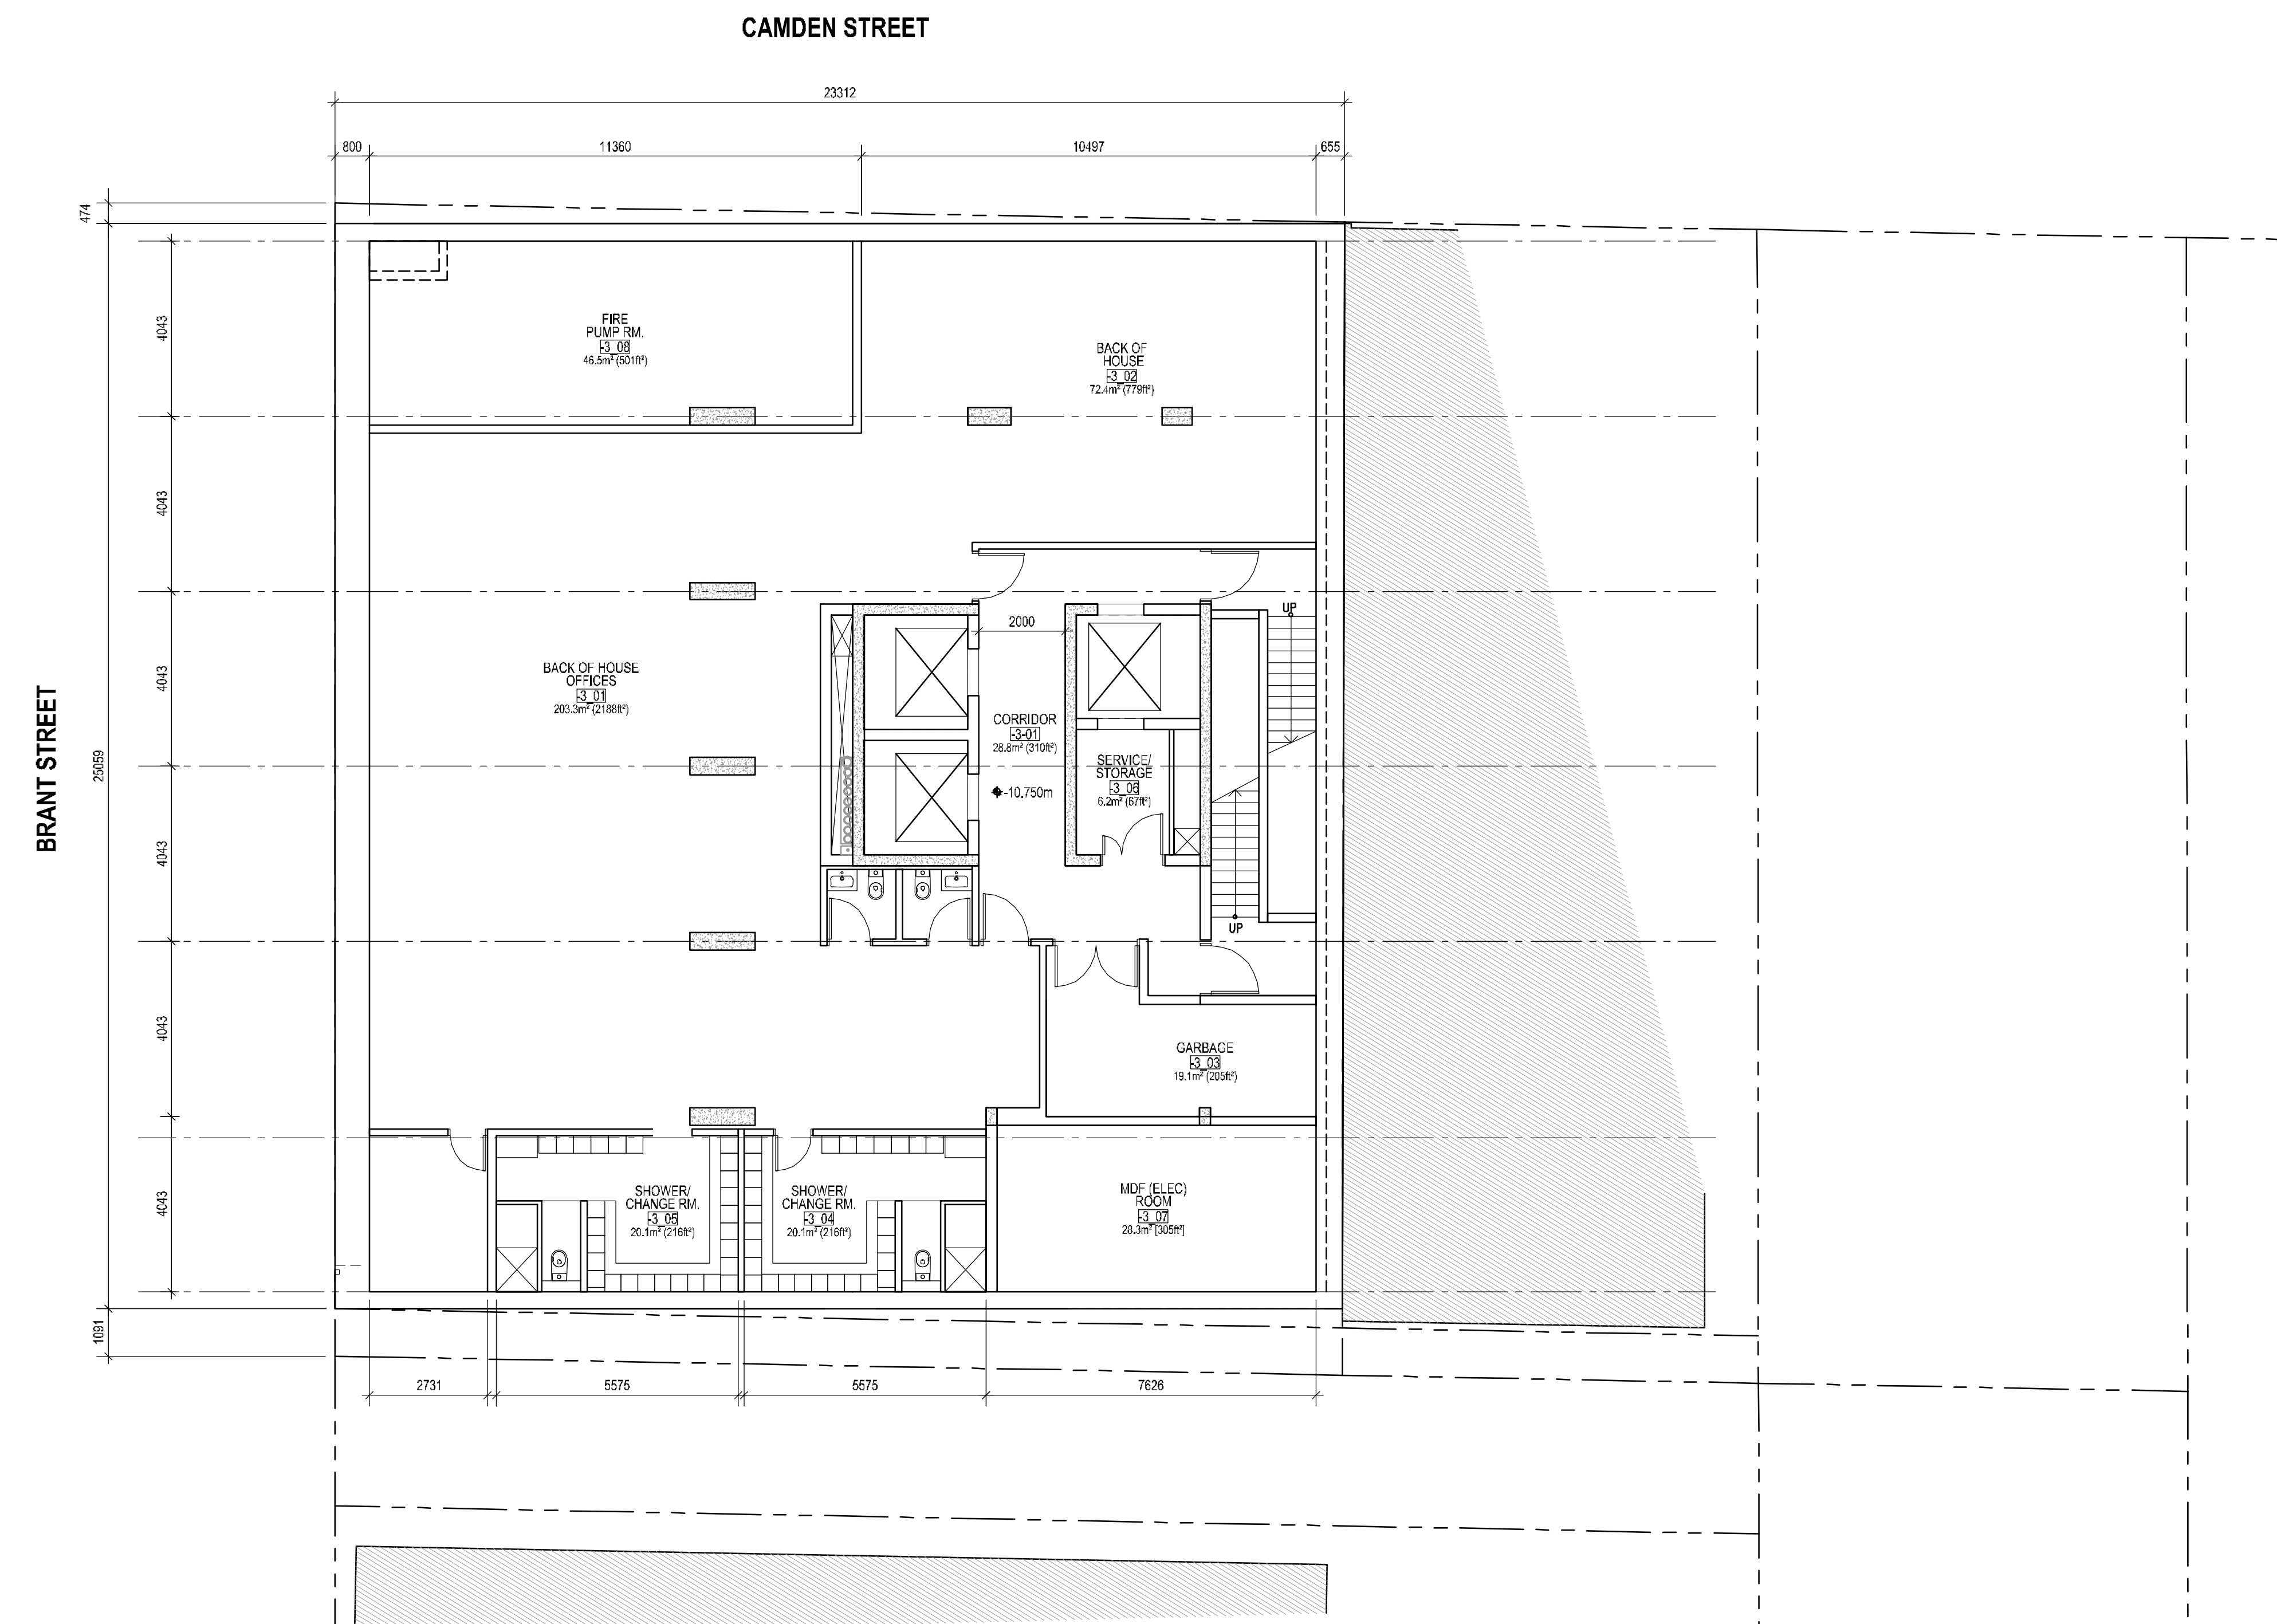 CAMDEN STREET
23312
800
11360
10497
655
474
4043
4043
4043
4043
4043
4043
25059
1091
BRANT STREET
FIRE
PUMP RM.
-3_08
46.5m² (501ft²)
BACK OF
HOUSE
-3_02
72.4m² (779ft²)
BACK OF HOUSE
OFFICES
-3_01
203.3m² (2188ft²)
2000
UP
CORRIDOR
-3-01
28.8m² (310ft²)
-10.750m
SERVICE/
STORAGE
-3_06
6.2m² (67ft²)
UP
GARBAGE
-3_03
19.1m² (205ft²)
SHOWER/
CHANGE RM.
-3_05
20.1m² (216ft²)
SHOWER/
CHANGE RM.
-3_04
20.1m² (216ft²)
MDF (ELEC)
ROOM
-3_07
28.3m² [305ft²]
2731
5575
5575
7626